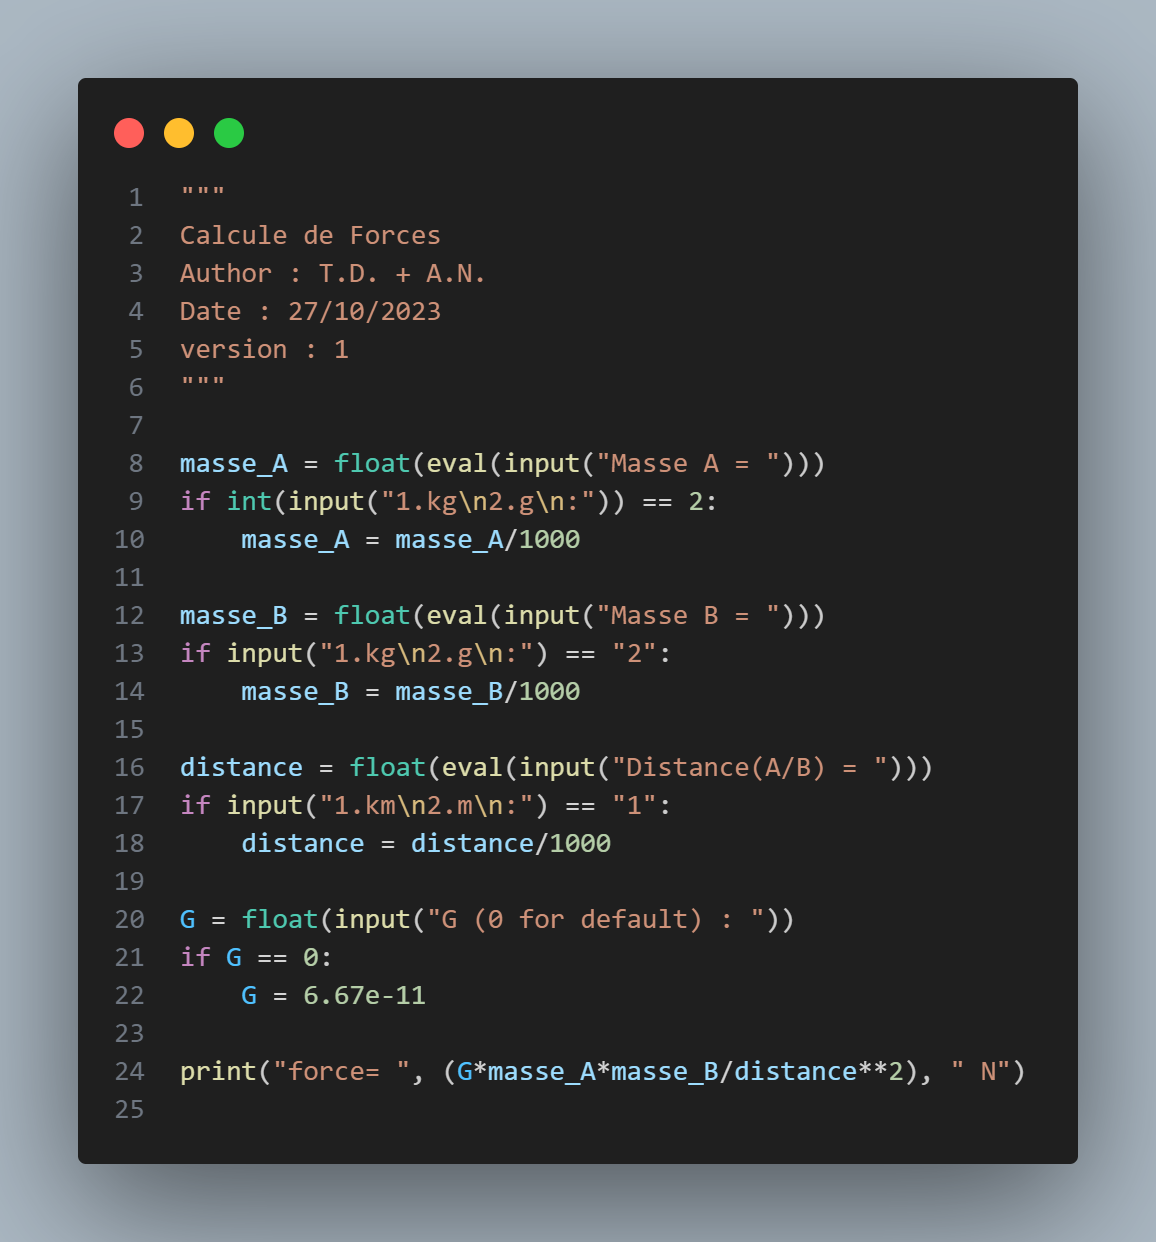 1 """
2 Calcule de Forces
3 Author : T.D. + A.N.
4 Date : 27/10/2023
5 version : 1
6 """
7
8 masse_A = float(eval(input("Masse A = ")))
9 if int(input("1.kg\n2.g\n:")) == 2:
10     masse_A = masse_A/1000
11
12 masse_B = float(eval(input("Masse B = ")))
13 if input("1.kg\n2.g\n:") == "2":
14     masse_B = masse_B/1000
15
16 distance = float(eval(input("Distance(A/B) = ")))
17 if input("1.km\n2.m\n:") == "1":
18     distance = distance/1000
19
20 G = float(input("G (0 for default) : "))
21 if G == 0:
22     G = 6.67e-11
23
24 print("force= ", (G*masse_A*masse_B/distance**2), " N")
25